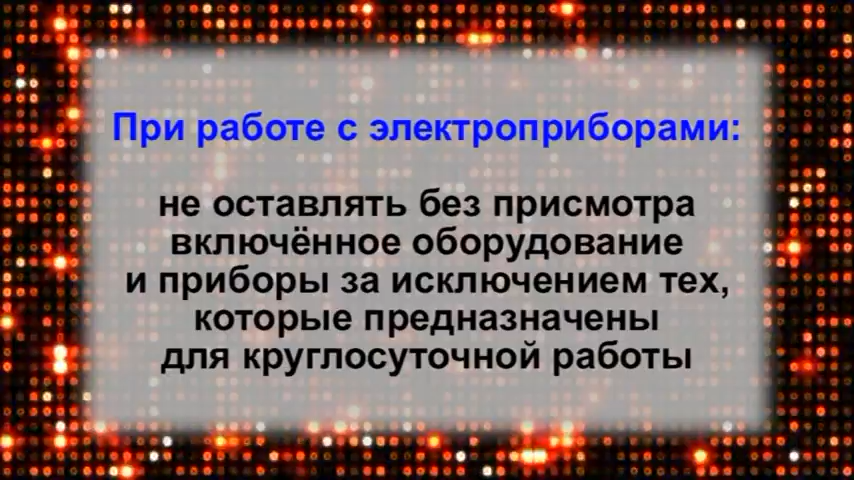 При работе с электроприборами:
не оставлять без присмотра
включённое оборудование
и приборы за исключением тех,
которые предназначены
для круглосуточной работы